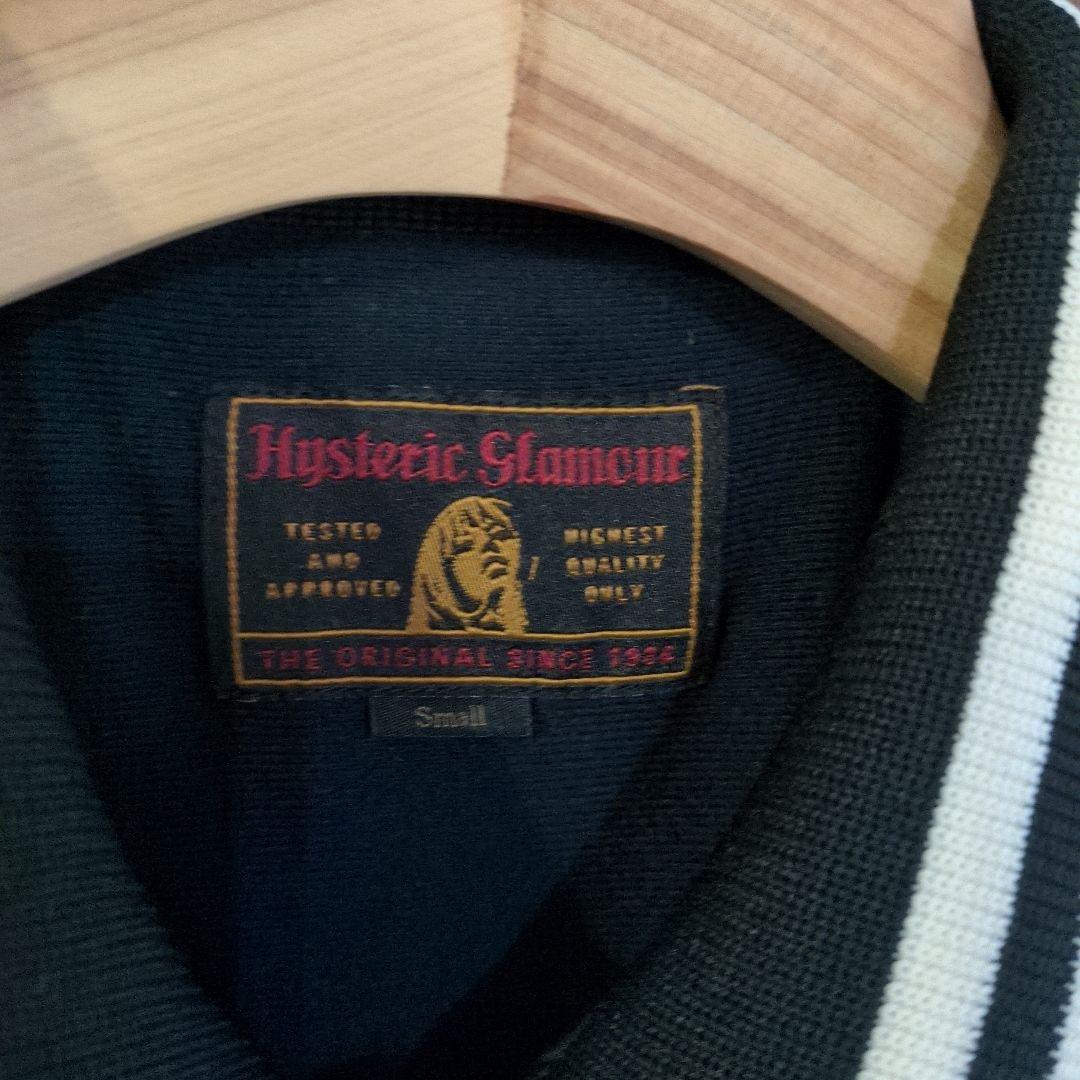 Hysteric Glamour
TESTED
AND
APPROVED
HIGHEST
QUALITY
ONLY
THE ORIGINAL SINCE 1984
Small